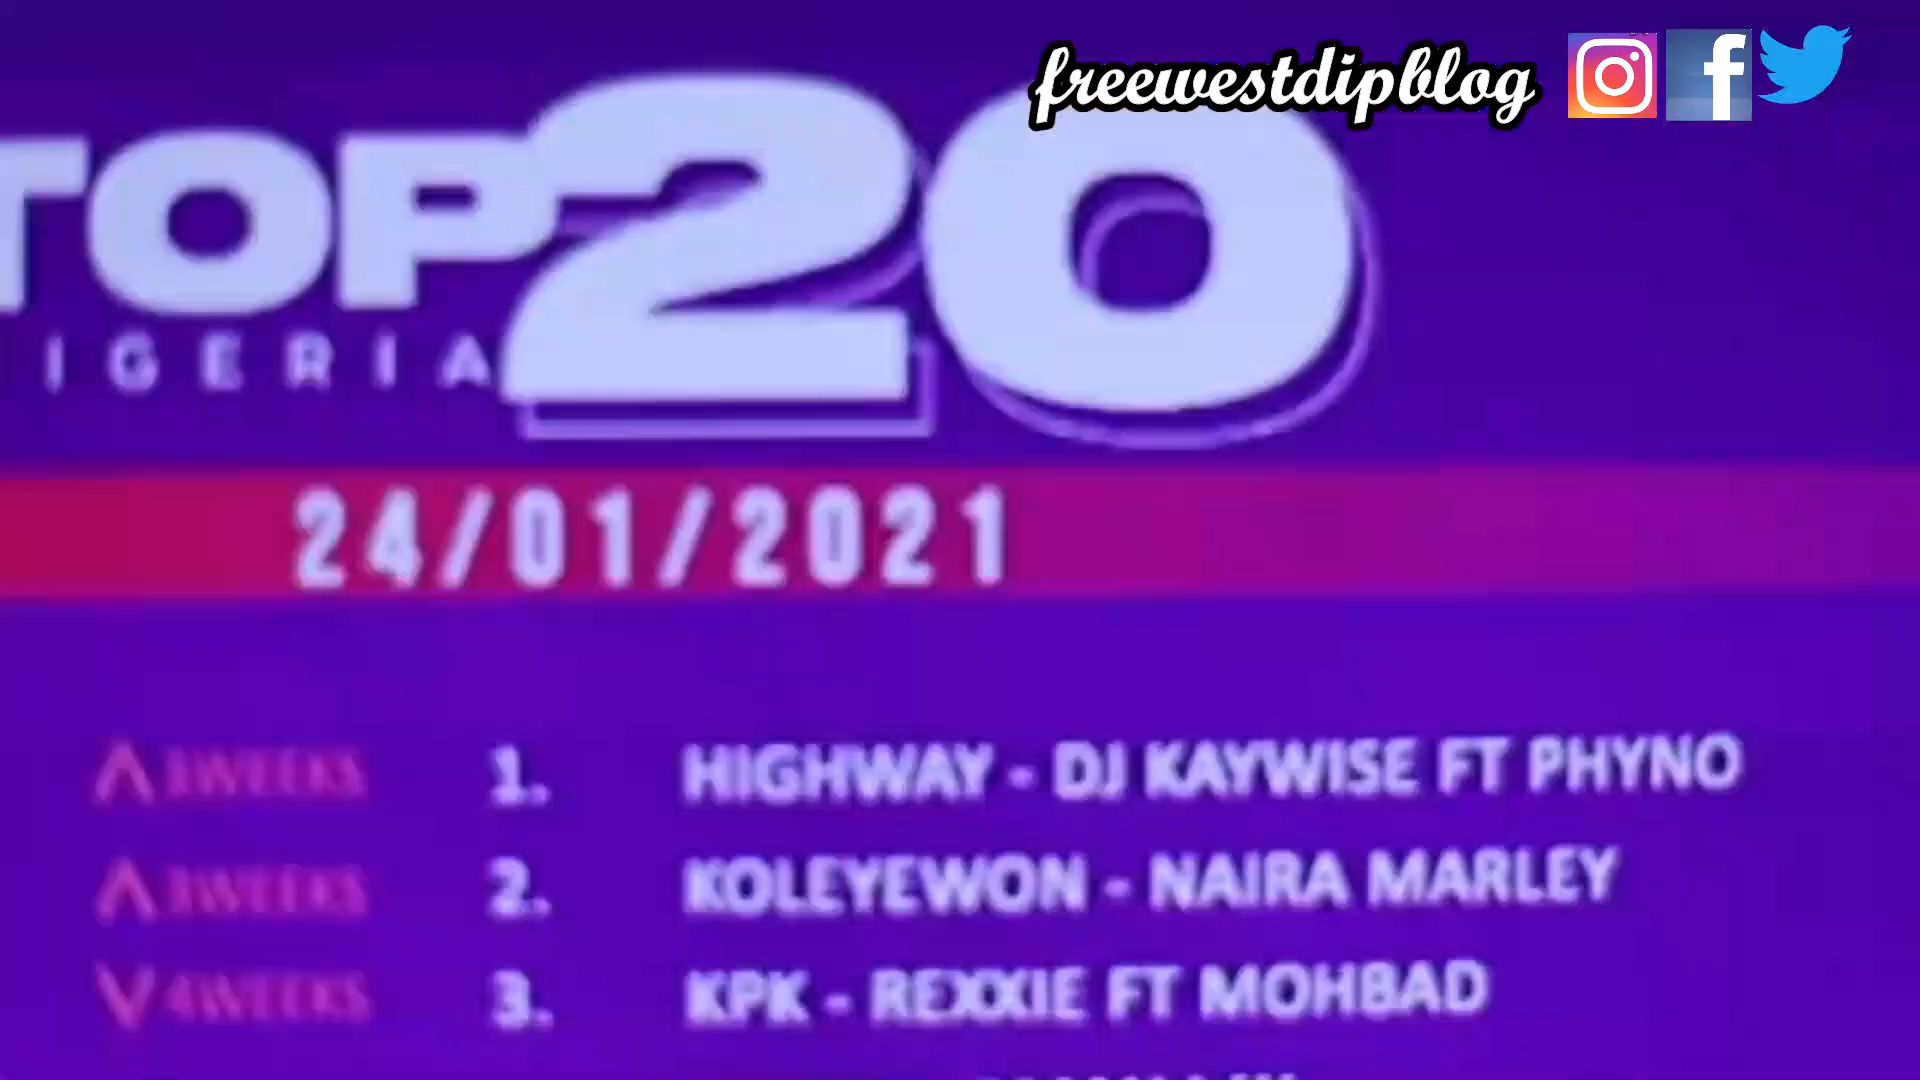 freewestdipblog
TOP20
IGERIA
24/01/2021
1. HIGHWAY - DJ KAYWISE FT PHYNO
2. KOLEYEWON - NAIRA MARLEY
WEEKS 3. KPK - REXXIE FT MOHBAD